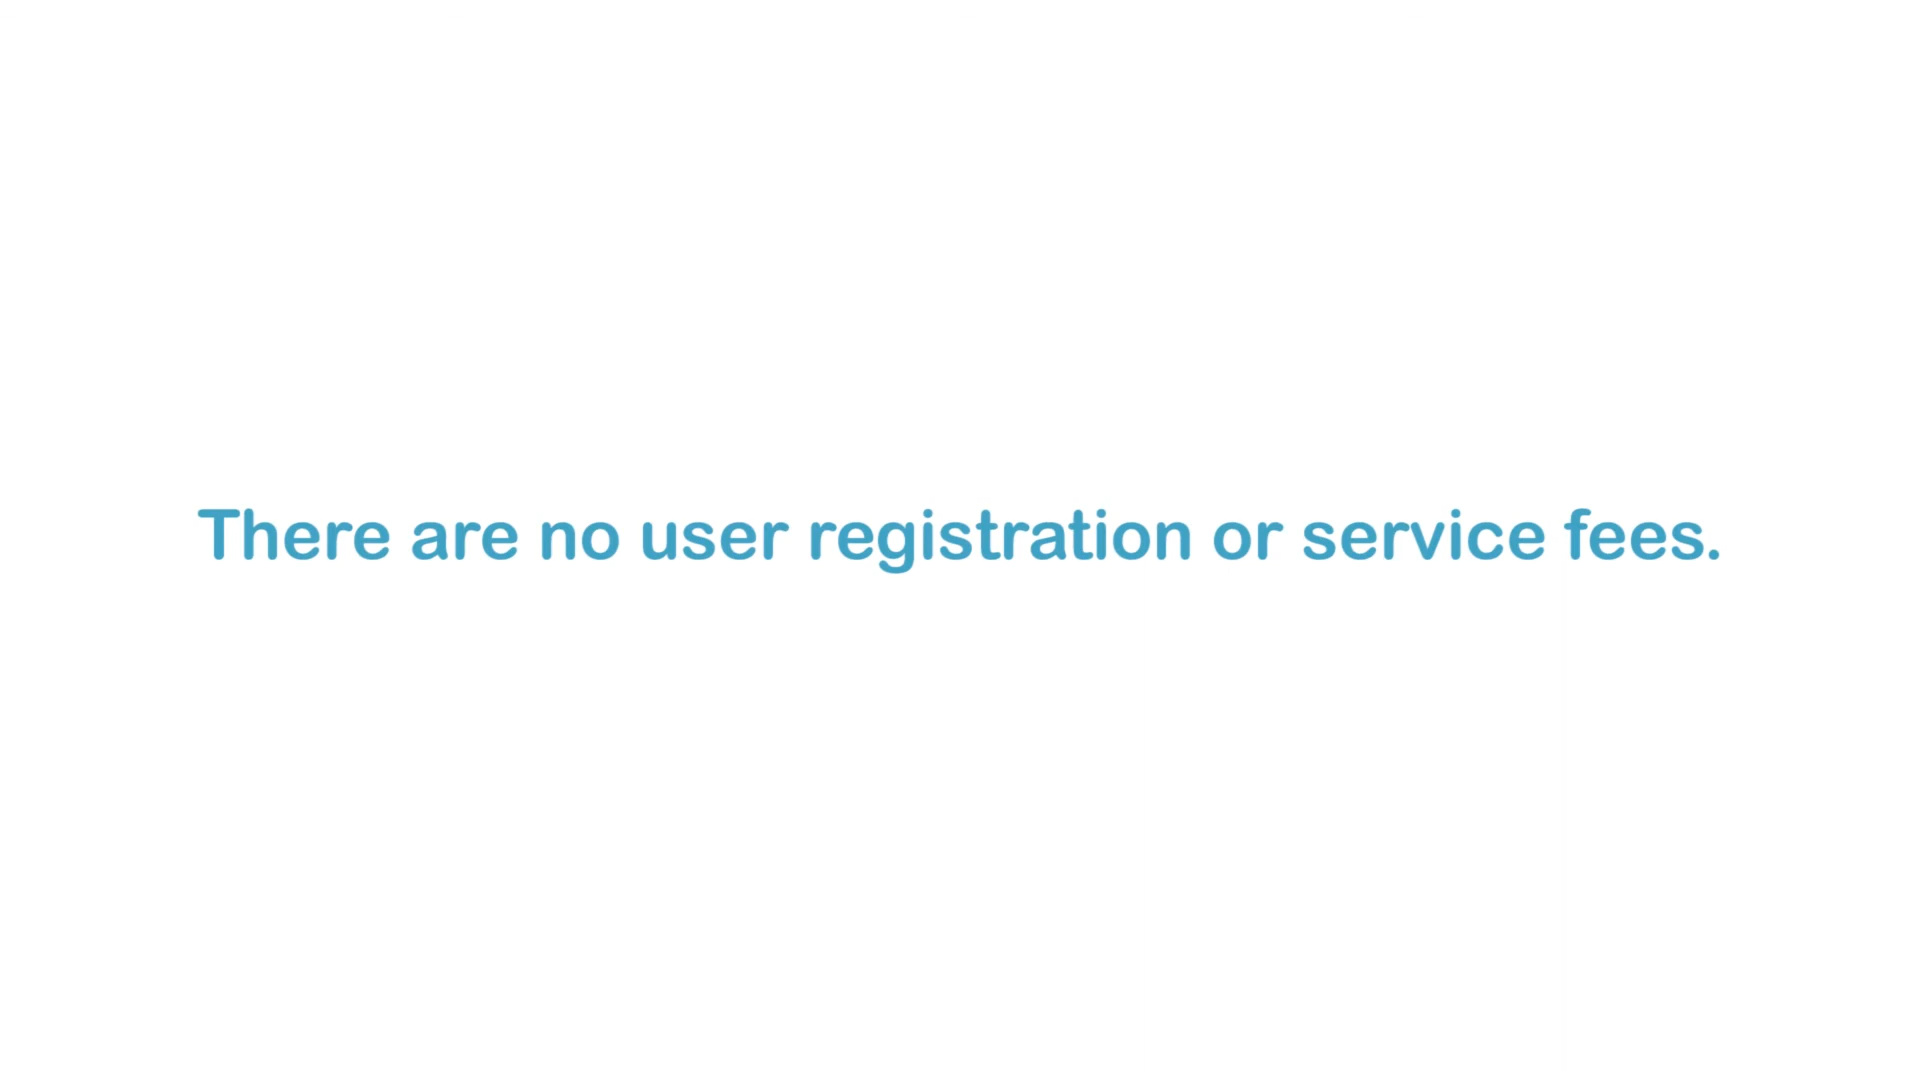 There are no user registration or service fees.